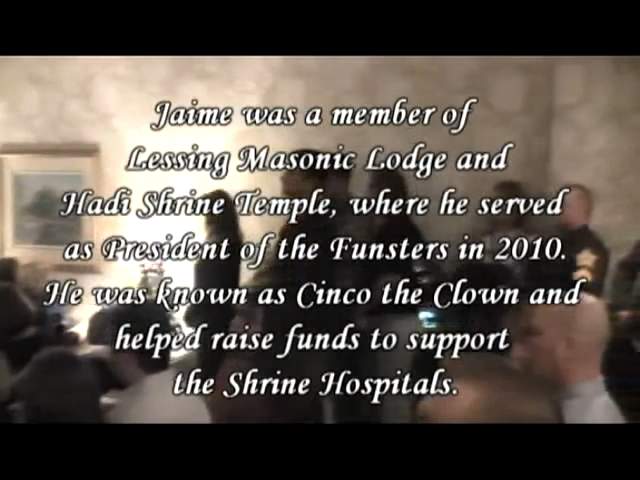 Jaime was a member of
Lessing Masonic Lodge and
Hadi Shrine Temple, where he served
as President of the Funsters in 2010.
He was known as Cinco the Clown and
helped raise funds to support
the Shrine Hospitals.